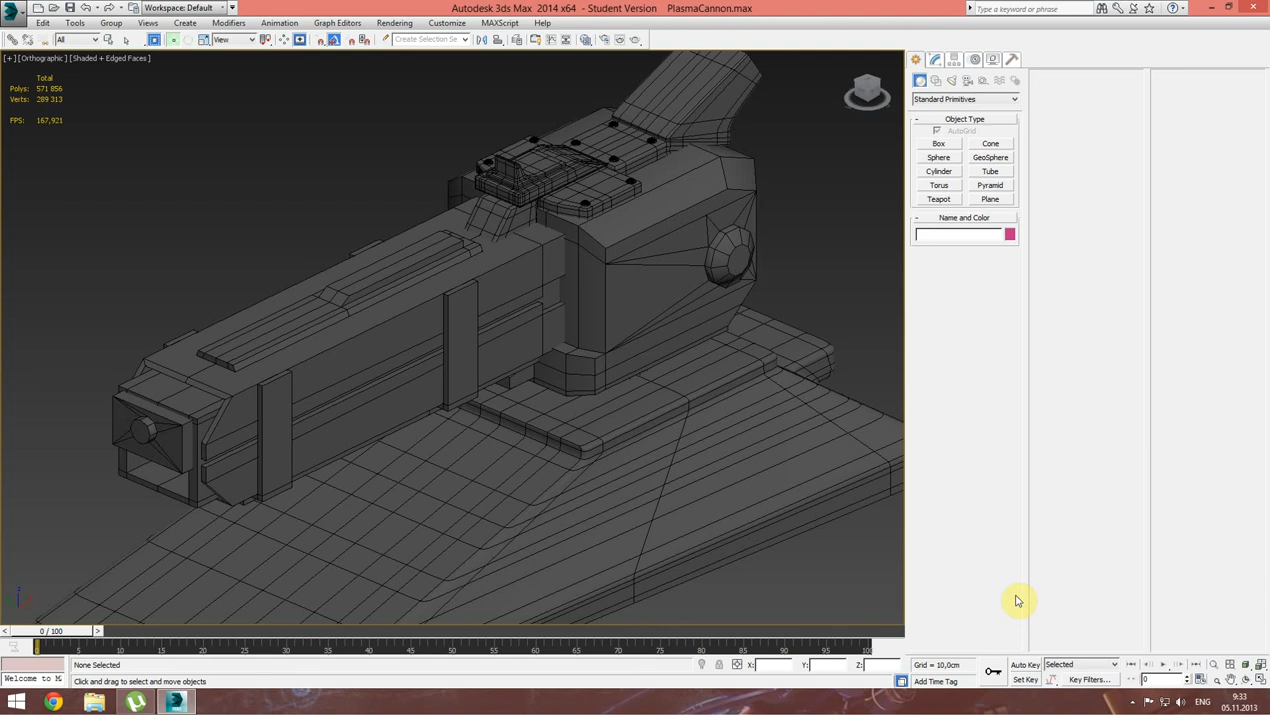 Workspace: Default
Autodesk 3ds Max 2014 x64 - Student Version PlasmaCannon.max
Type a keyword or phrase
Edit Tools Group Views Create Modifiers Animation Graph Editors Rendering Customize MAXScript Help
All
View
Create Selection Se
[+] [Orthographic] [Shaded + Edged Faces]
Total
Polys: 571 856
Verts: 289 313
FPS: 167,921
Standard Primitives
- Object Type
AutoGrid
Box Cone
Sphere GeoSphere
Cylinder Tube
Torus Pyramid
Teapot Plane
- Name and Color
z
< 0 / 100 >
0 5 10 15 20 25 30 35 40 45 50 55 60 65 70 75 80 85 90 95 100
None Selected X: Y: Z: Grid = 10,0cm Auto Key Selected
Welcome to M Click and drag to select and move objects Add Time Tag Set Key Key Filters... 0
ENG
9:33
05.11.2013